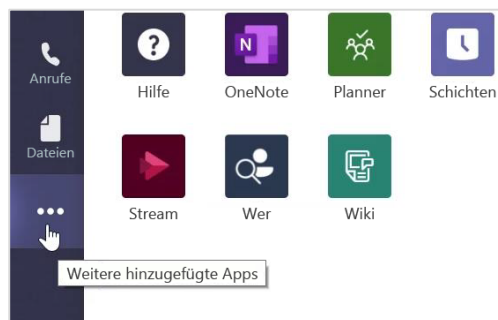 Anrufe
Dateien
Hilfe OneNote Planner Schichten
Stream Wer Wiki
Weitere hinzugefügte Apps